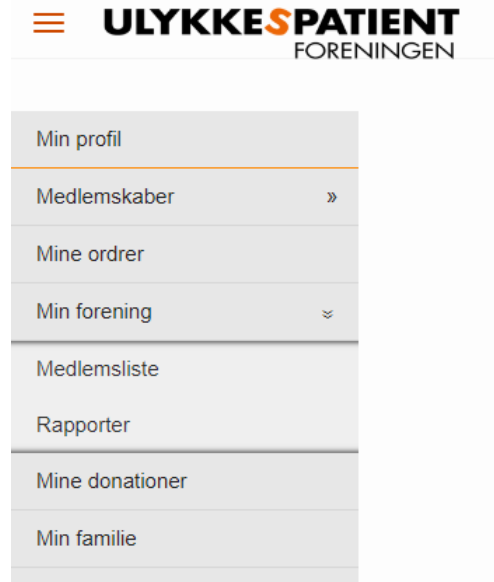 ULYKKESPATIENT
FORENINGEN
Min profil
Medlemskaber »
Mine ordrer
Min forening »
Medlemsliste
Rapporter
Mine donationer
Min familie